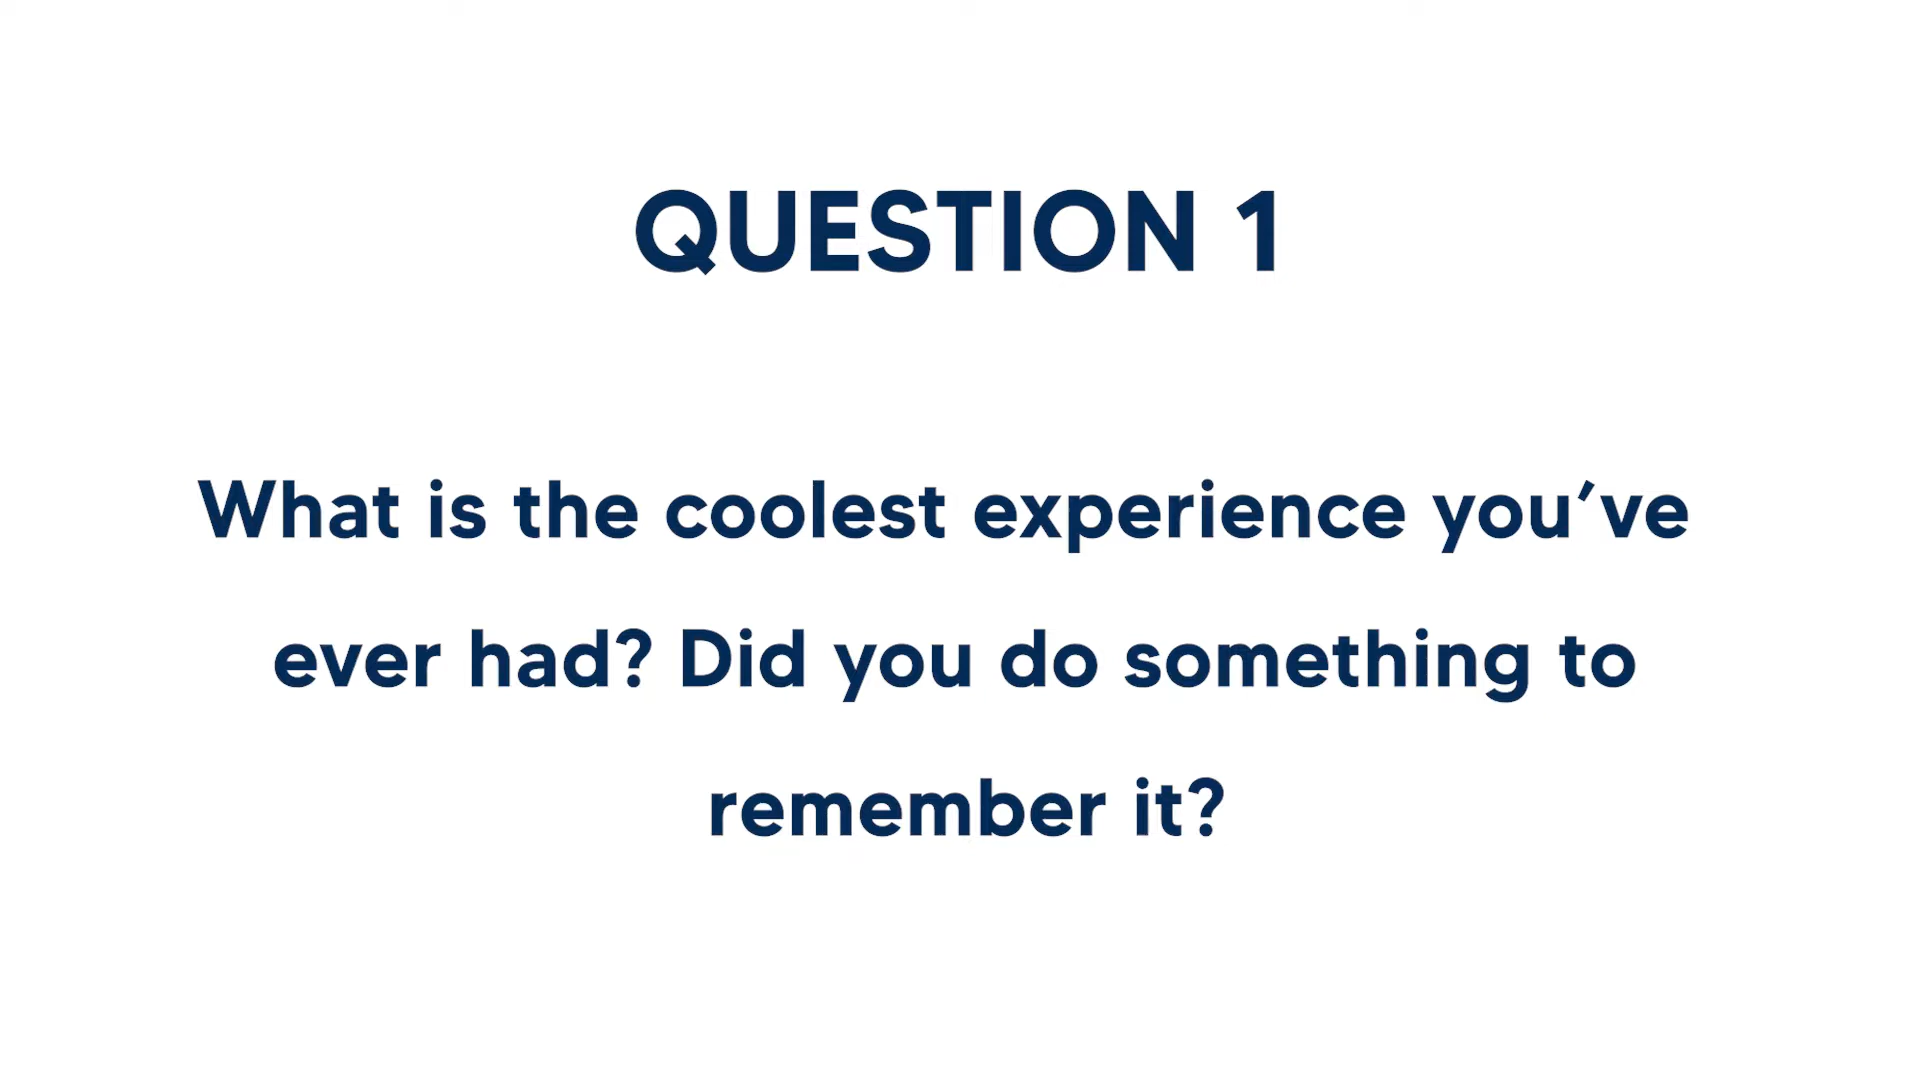 QUESTION 1
What is the coolest experience you’ve
ever had? Did you do something to
remember it?